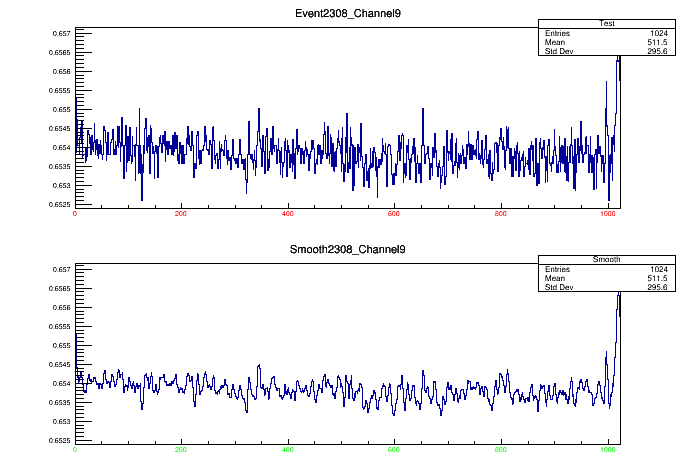 Event2308_Channel9
Test
Entries 1024
Mean 511.5
Std Dev 295.6
0.657
0.6565
0.656
0.6555
0.655
0.6545
0.654
0.6535
0.653
0.6525
0 200 400 600 800 1000
Smooth2308_Channel9
Smooth
Entries 1024
Mean 511.5
Std Dev 295.6
0.657
0.6565
0.656
0.6555
0.655
0.6545
0.654
0.6535
0.653
0.6525
0 200 400 600 800 1000